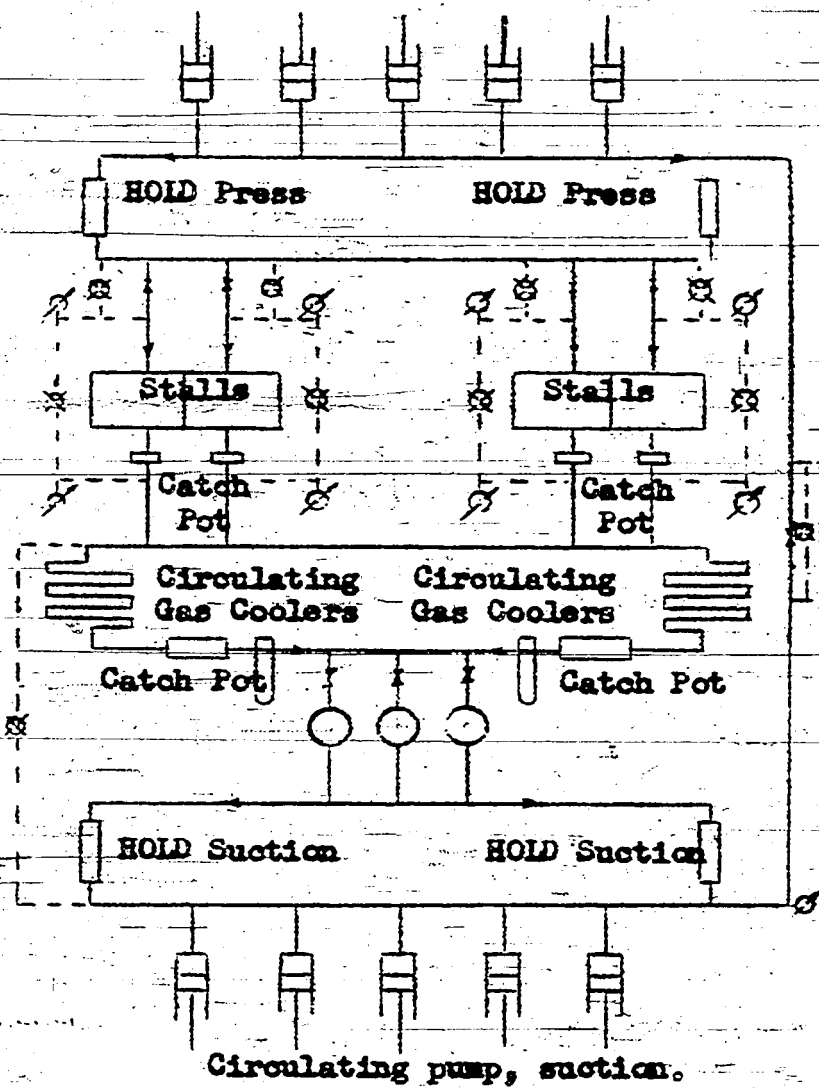 HOLD Press HOLD Press
Stalls Stalls
Catch Catch
Pot Pot
Circulating Circulating
Gas Coolers Gas Coolers
Catch Pot Catch Pot
HOLD Suction HOLD Suction
Circulating pump, suction.